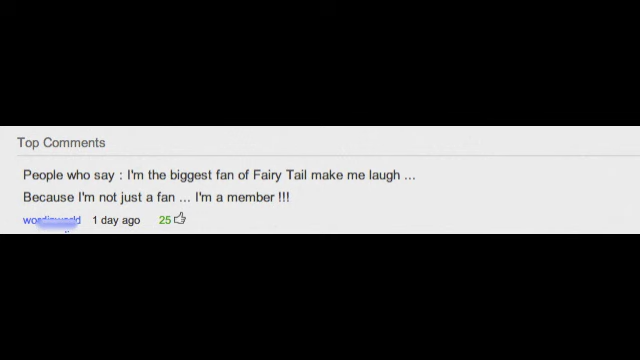 Top Comments
People who say : I'm the biggest fan of Fairy Tail make me laugh ...
Because I'm not just a fan ... I'm a member !!!
1 day ago 25